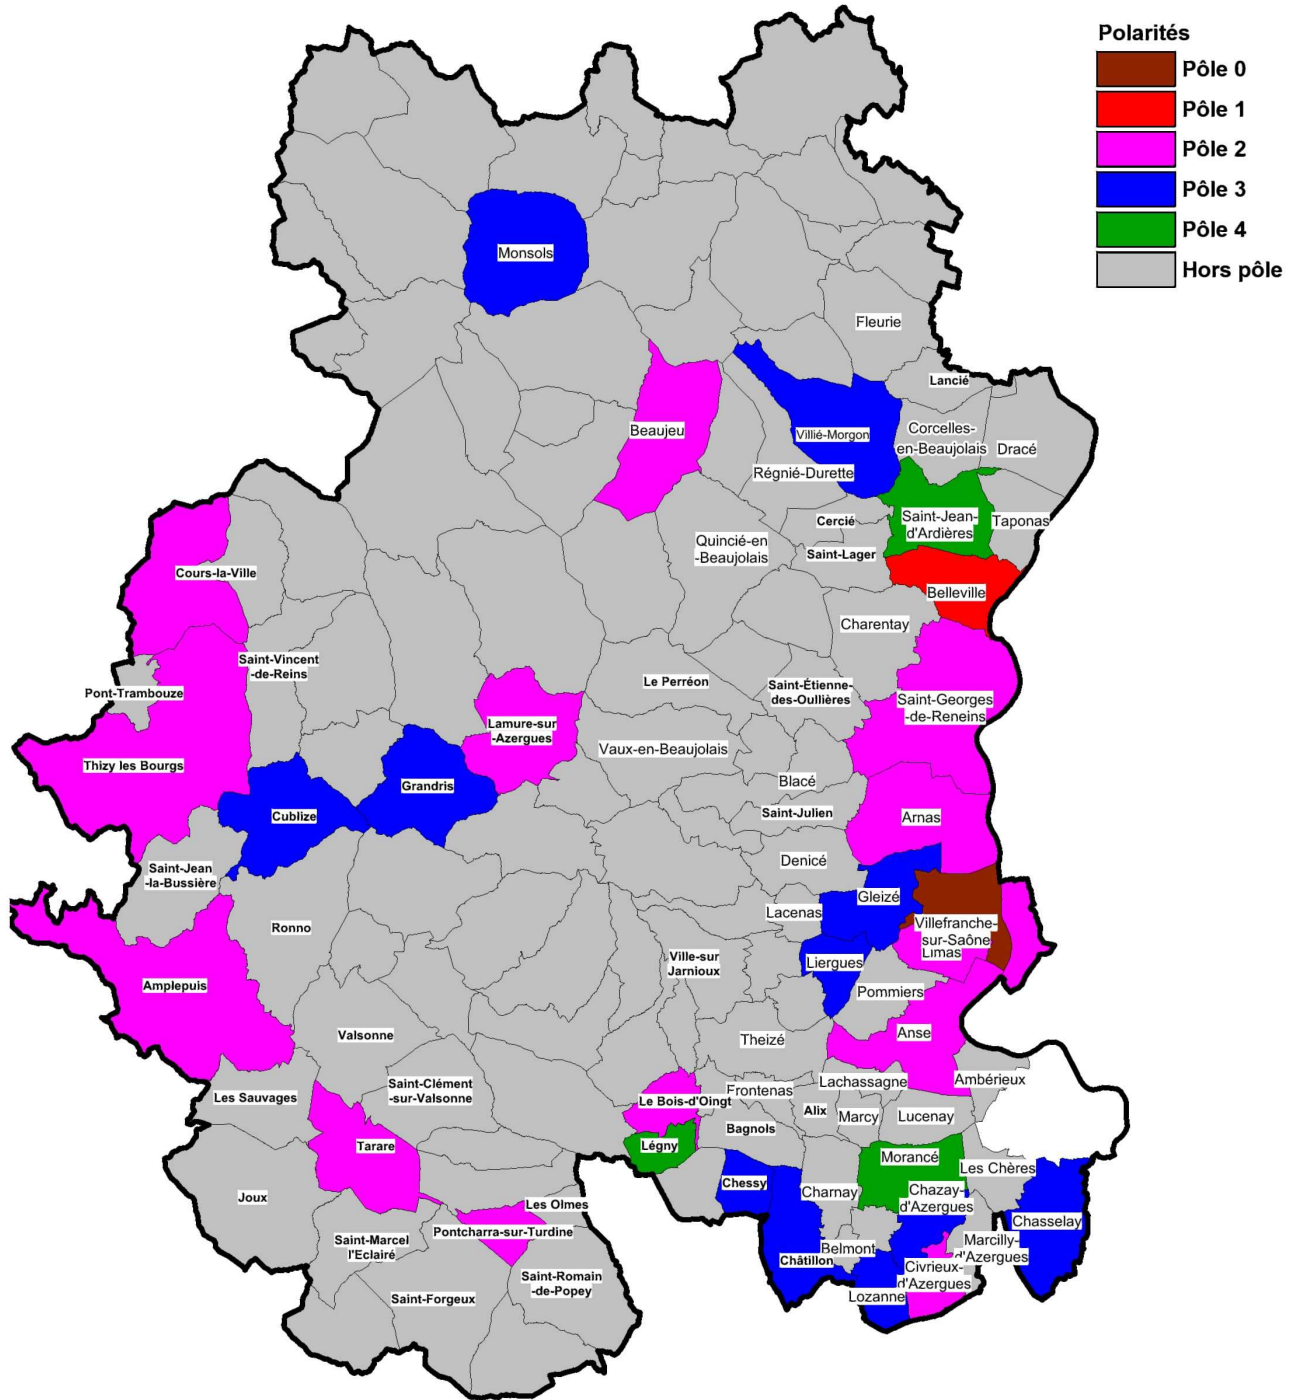 Polarités
Pôle 0
Pôle 1
Pôle 2
Pôle 3
Pôle 4
Hors pôle
Monsols
Fleurie
Lancié
Beaujeu
Villié-Morgon
Corcelles-
en-Beaujolais
Dracé
Régnié-Durette
Saint-Jean-
d'Ardières
Taponas
Cercié
Quincié-en
-Beaujolais
Saint-Lager
Cours-la-Ville
Belleville
Charentay
Saint-Vincent
-de-Reins
Le Perréon
Saint-Étienne-
des-Oullières
Pont-Trambouze
Saint-Georges
-de-Reneins
Lamure-sur
-Azergues
Vaux-en-Beaujolais
Thizy les Bourgs
Grandris
Blacé
Cublize
Saint-Julien
Arnas
Denicé
Saint-Jean
-la-Bussière
Gleizé
Lacenas
Ronno
Villefranche-
sur-Saône
Limas
Ville-sur
Jarnioux
Liergues
Amplepuis
Pommiers
Valsonne
Theizé
Anse
Saint-Clément
-sur-Valsonne
Les Sauvages
Le Bois-d'Oingt
Frontenas
Lachassagne
Ambérieux
Alix
Marcy
Lucenay
Bagnols
Tarare
Légny
Morancé
Les Chères
Joux
Chessy
Charnay
Chazay-
d'Azergues
Les Olmes
Chasselay
Pontcharra-sur-Turdine
Saint-Marcel
l'Eclairé
Belmont
Marcilly-
d'Azergues
Châtillon
Civrieux-
d'Azergues
Saint-Romain
-de-Popey
Saint-Forgeux
Lozanne